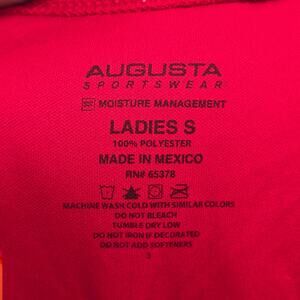 AUGUSTA
SPORTSWEAR
MOISTURE MANAGEMENT
LADIES S
100% POLYESTER
MADE IN MEXICO
RN# 65378
MACHINE WASH COLD WITH SIMILAR COLORS
DO NOT BLEACH
TUMBLE DRY LOW
DO NOT IRON IF DECORATED
DO NOT ADD SOFTENERS
3